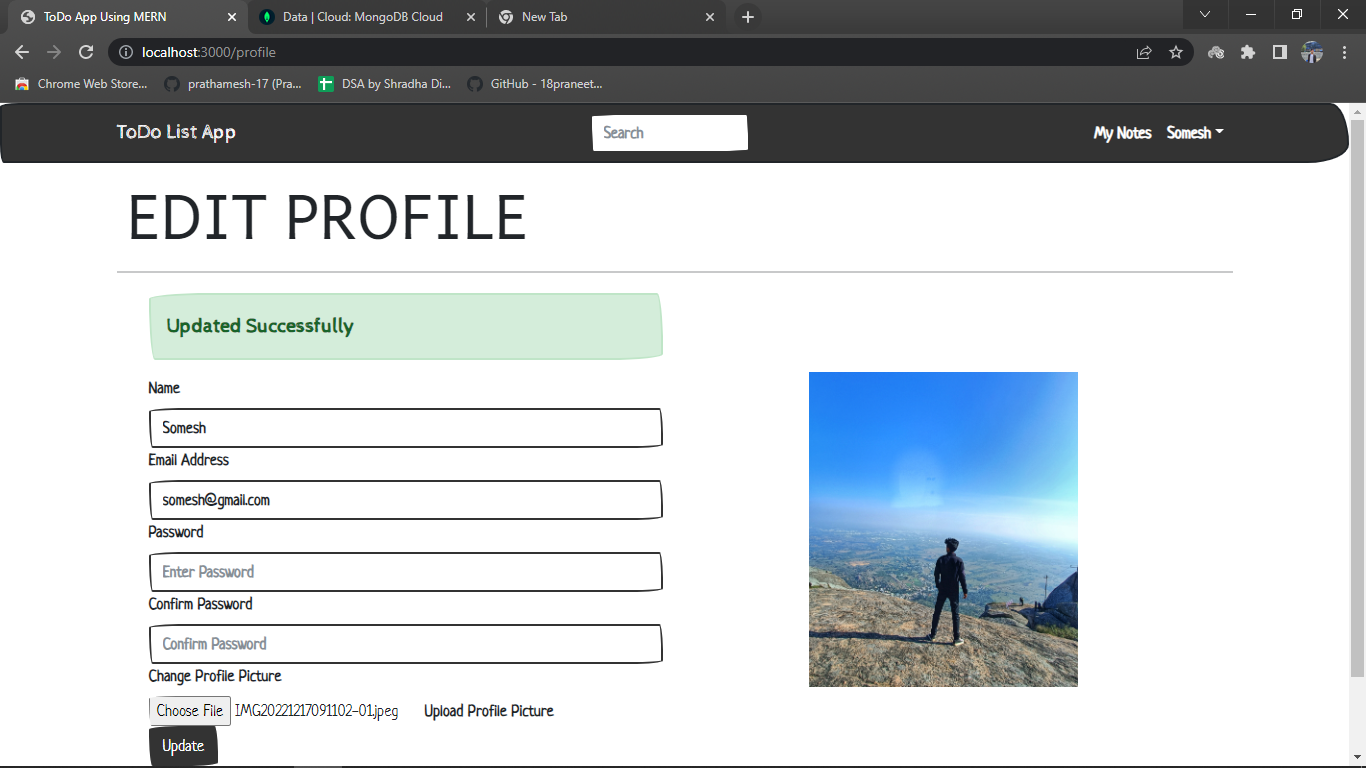 ToDo App Using MERN
Data | Cloud: MongoDB Cloud
New Tab
localhost:3000/profile
Chrome Web Store...
prathamesh-17 (Pra...
DSA by Shradha Di...
GitHub - 18praneet...
ToDo List App
Search
My Notes
Somesh
EDIT PROFILE
Updated Successfully
Name
Somesh
Email Address
somesh@gmail.com
Password
Enter Password
Confirm Password
Confirm Password
Change Profile Picture
Choose File IMG20221217091102-01.jpeg Upload Profile Picture
Update